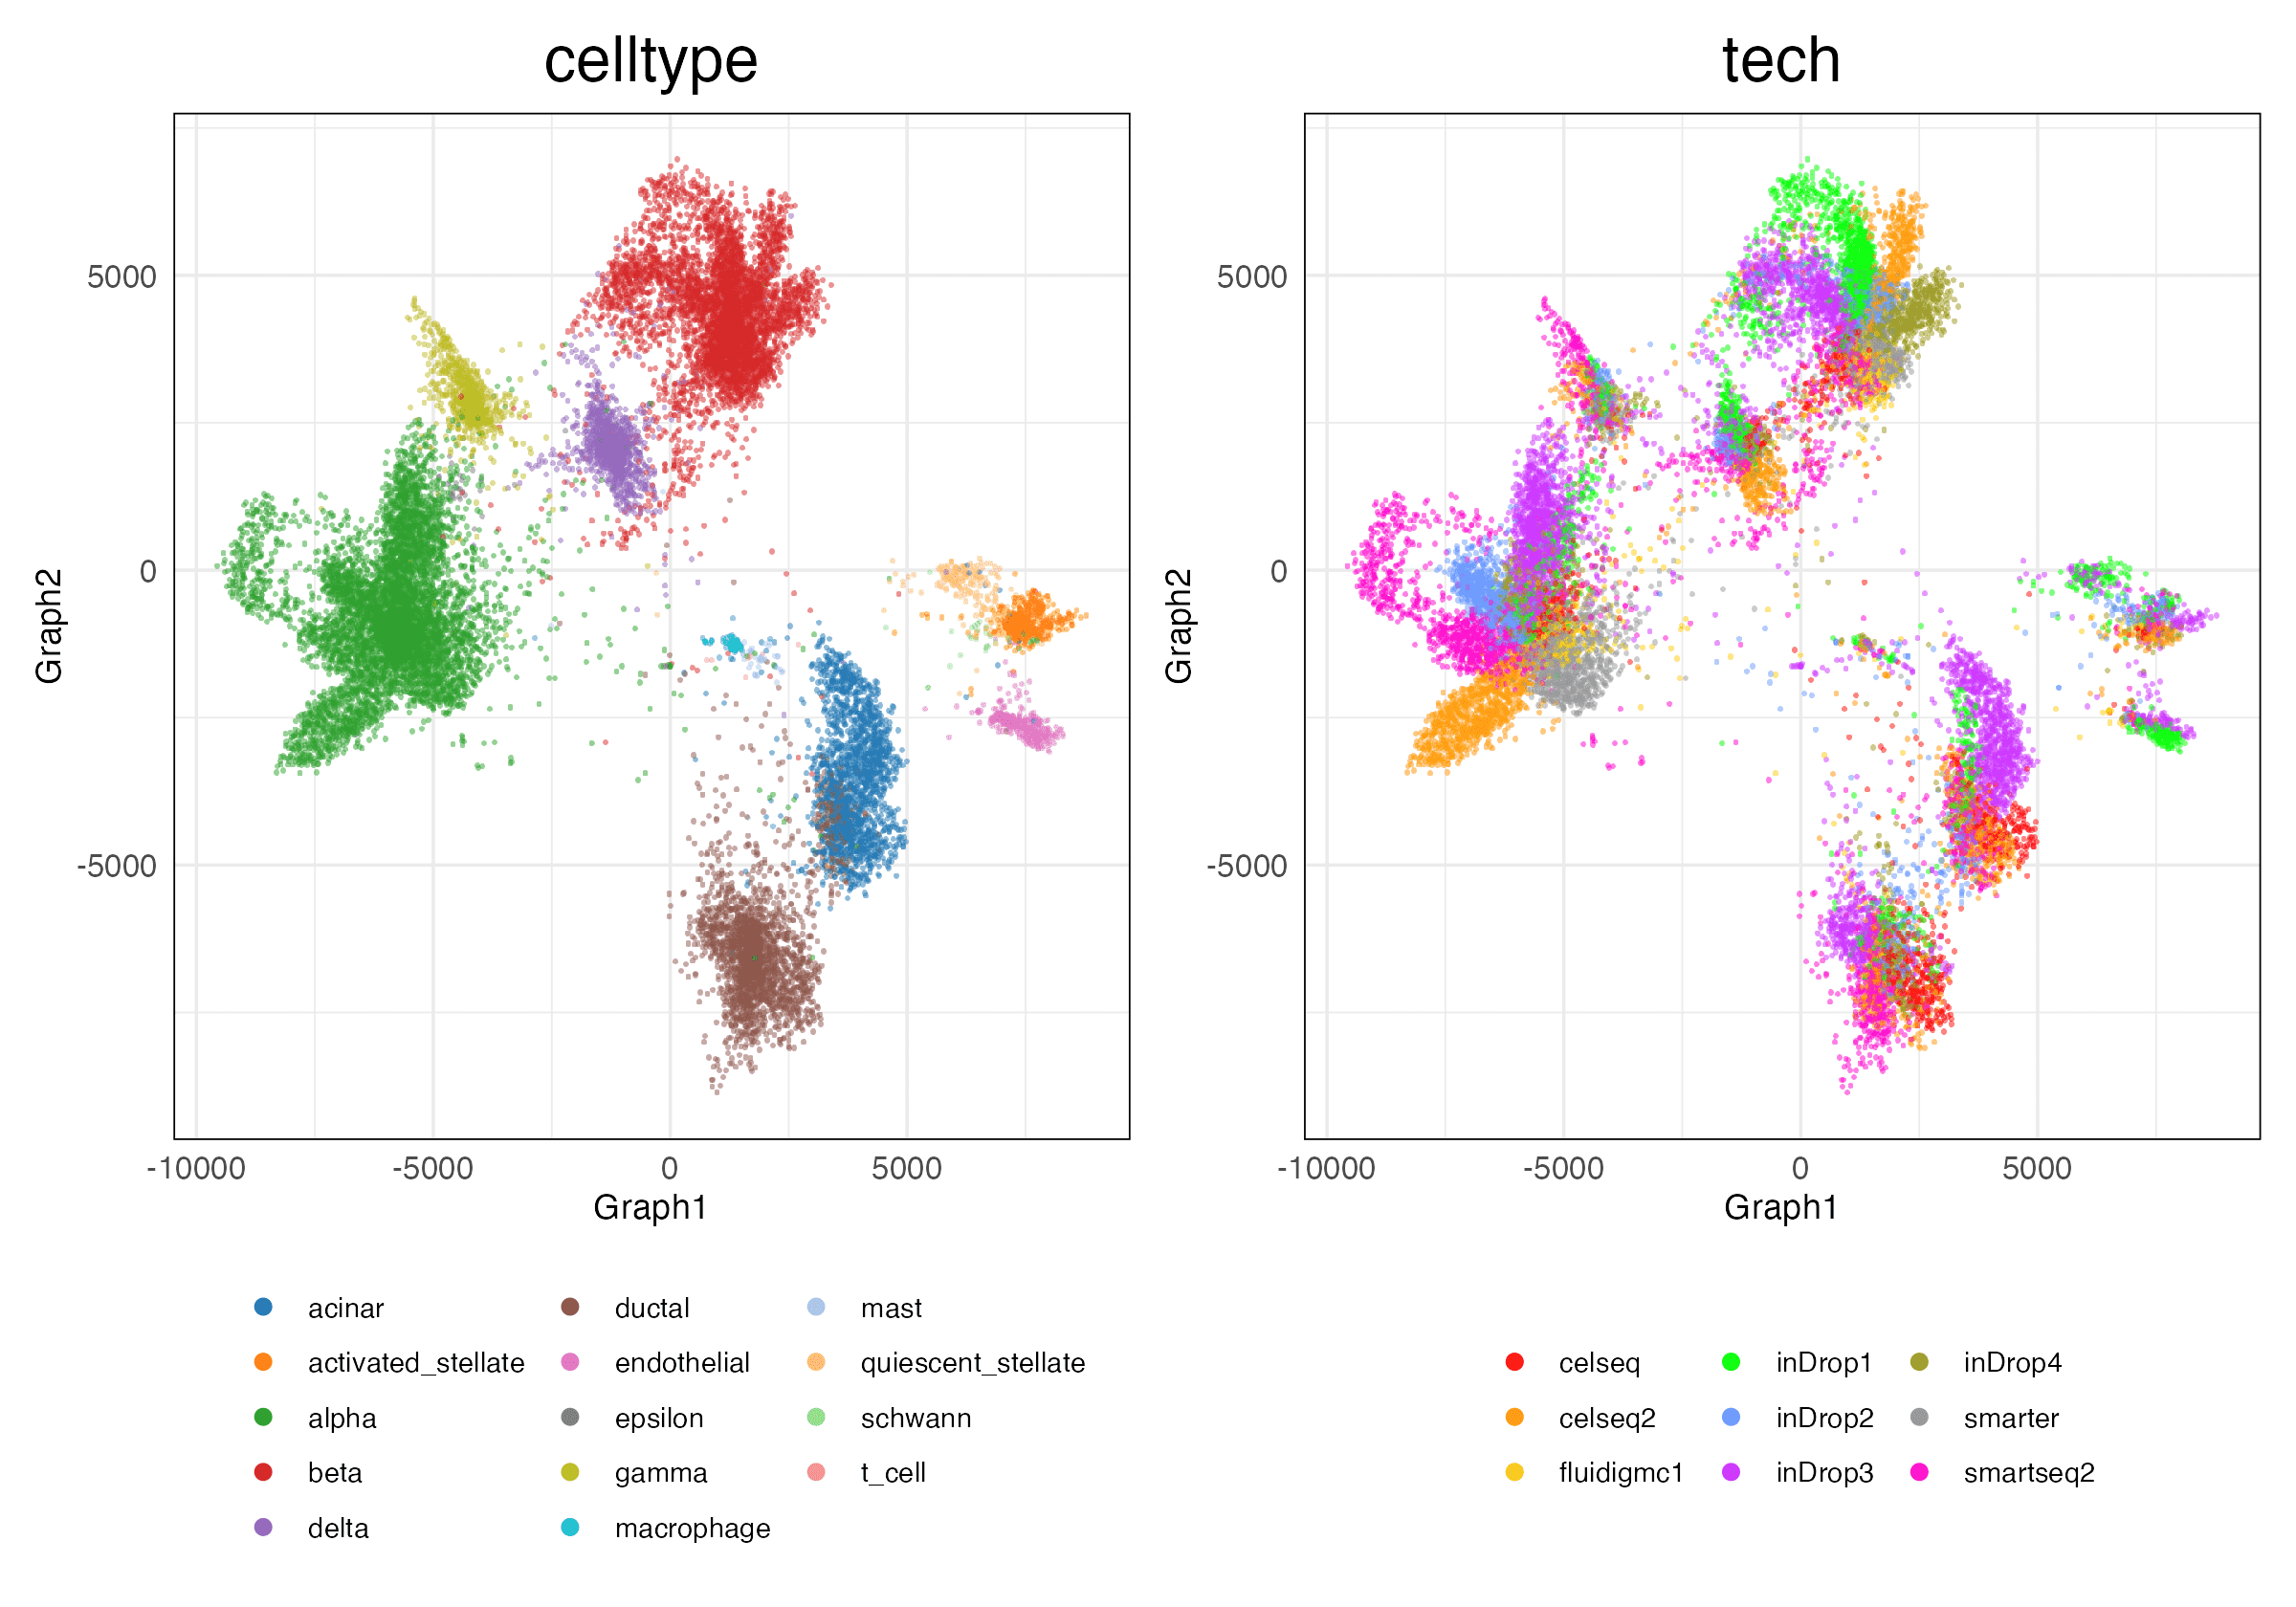 celltype
5000
0
-5000
-10000 -5000 0 5000
Graph1
Graph2
acinar
activated_stellate
alpha
beta
delta
ductal
endothelial
epsilon
gamma
macrophage
mast
quiescent_stellate
schwann
t_cell
tech
5000
0
-5000
-10000 -5000 0 5000
Graph1
Graph2
celseq
celseq2
fluidigmc1
inDrop1
inDrop2
inDrop3
inDrop4
smarter
smartseq2